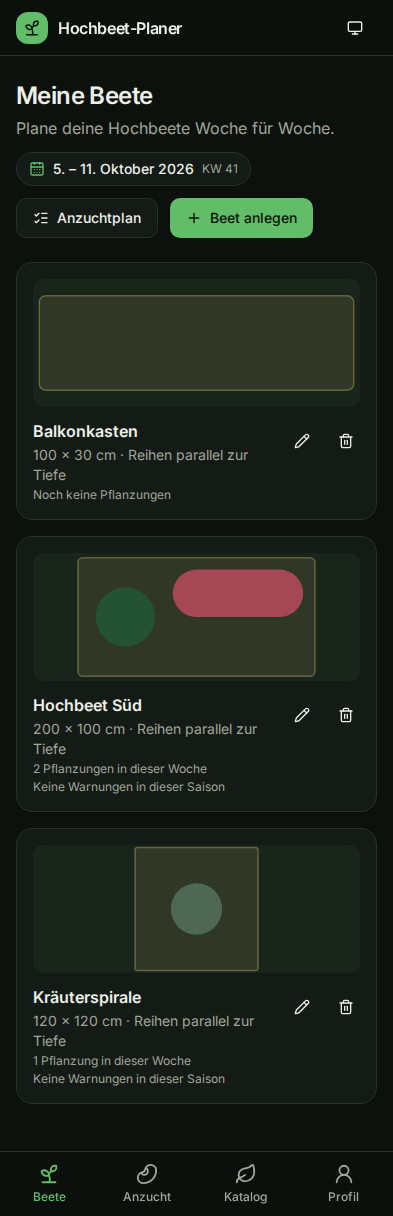 Hochbeet-Planer
Meine Beete
Plane deine Hochbeete Woche für Woche.
5. – 11. Oktober 2026 KW 41
Anzuchtplan
Beet anlegen
Balkonkasten
100 × 30 cm · Reihen parallel zur
Tiefe
Noch keine Pflanzungen
Hochbeet Süd
200 × 100 cm · Reihen parallel zur
Tiefe
2 Pflanzungen in dieser Woche
Keine Warnungen in dieser Saison
Kräuterspirale
120 × 120 cm · Reihen parallel zur
Tiefe
1 Pflanzung in dieser Woche
Keine Warnungen in dieser Saison
Beete
Anzucht
Katalog
Profil